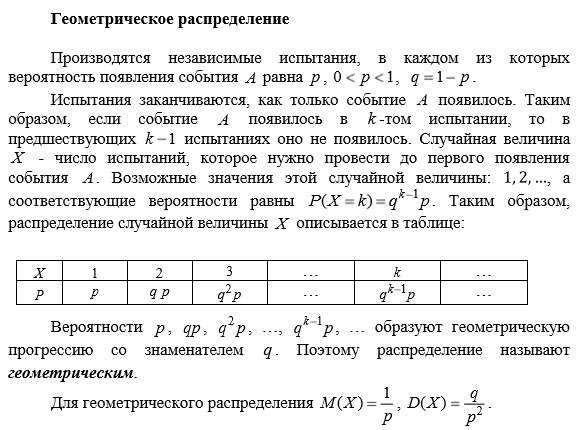 Геометрическое распределение
Производятся независимые испытания, в каждом из которых
вероятность появления события A равна p, 0 < p < 1, q = 1 − p.
Испытания заканчиваются, как только событие A появилось. Таким
образом, если событие A появилось в k-том испытании, то в
предшествующих k − 1 испытаниях оно не появилось. Случайная величина
X - число испытаний, которое нужно провести до первого появления
события A. Возможные значения этой случайной величины: 1, 2, ..., а
соответствующие вероятности равны P(X = k) = q^{k−1}p. Таким образом,
распределение случайной величины X описывается в таблице:
X 1 2 3 … k …
P p q p q^2 p … q^{k−1}p …
Вероятности p, qp, q^2 p, …, q^{k−1}p, … образуют геометрическую
прогрессию со знаменателем q. Поэтому распределение называют
геометрическим.
Для геометрического распределения M(X) = 1/p, D(X) = q/p^2.